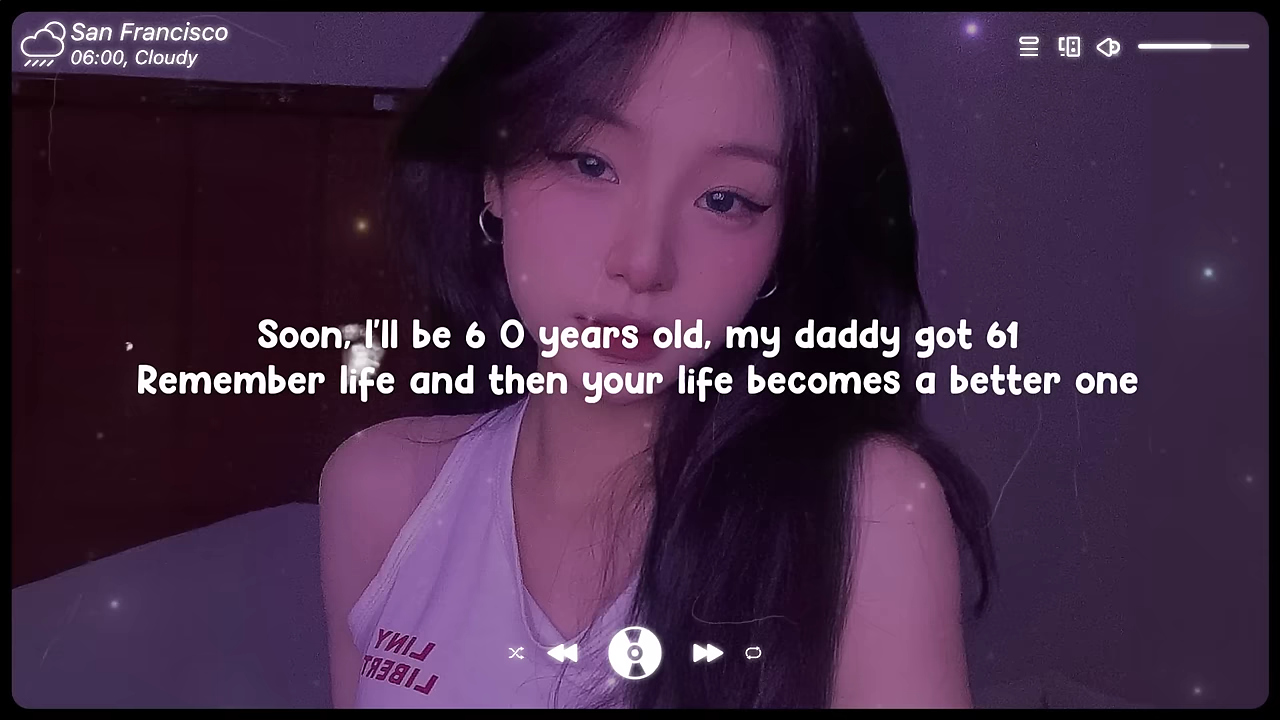 San Francisco
06:00, Cloudy
Soon, I'll be 6 0 years old, my daddy got 61
Remember life and then your life becomes a better one
LINY
LIBERT